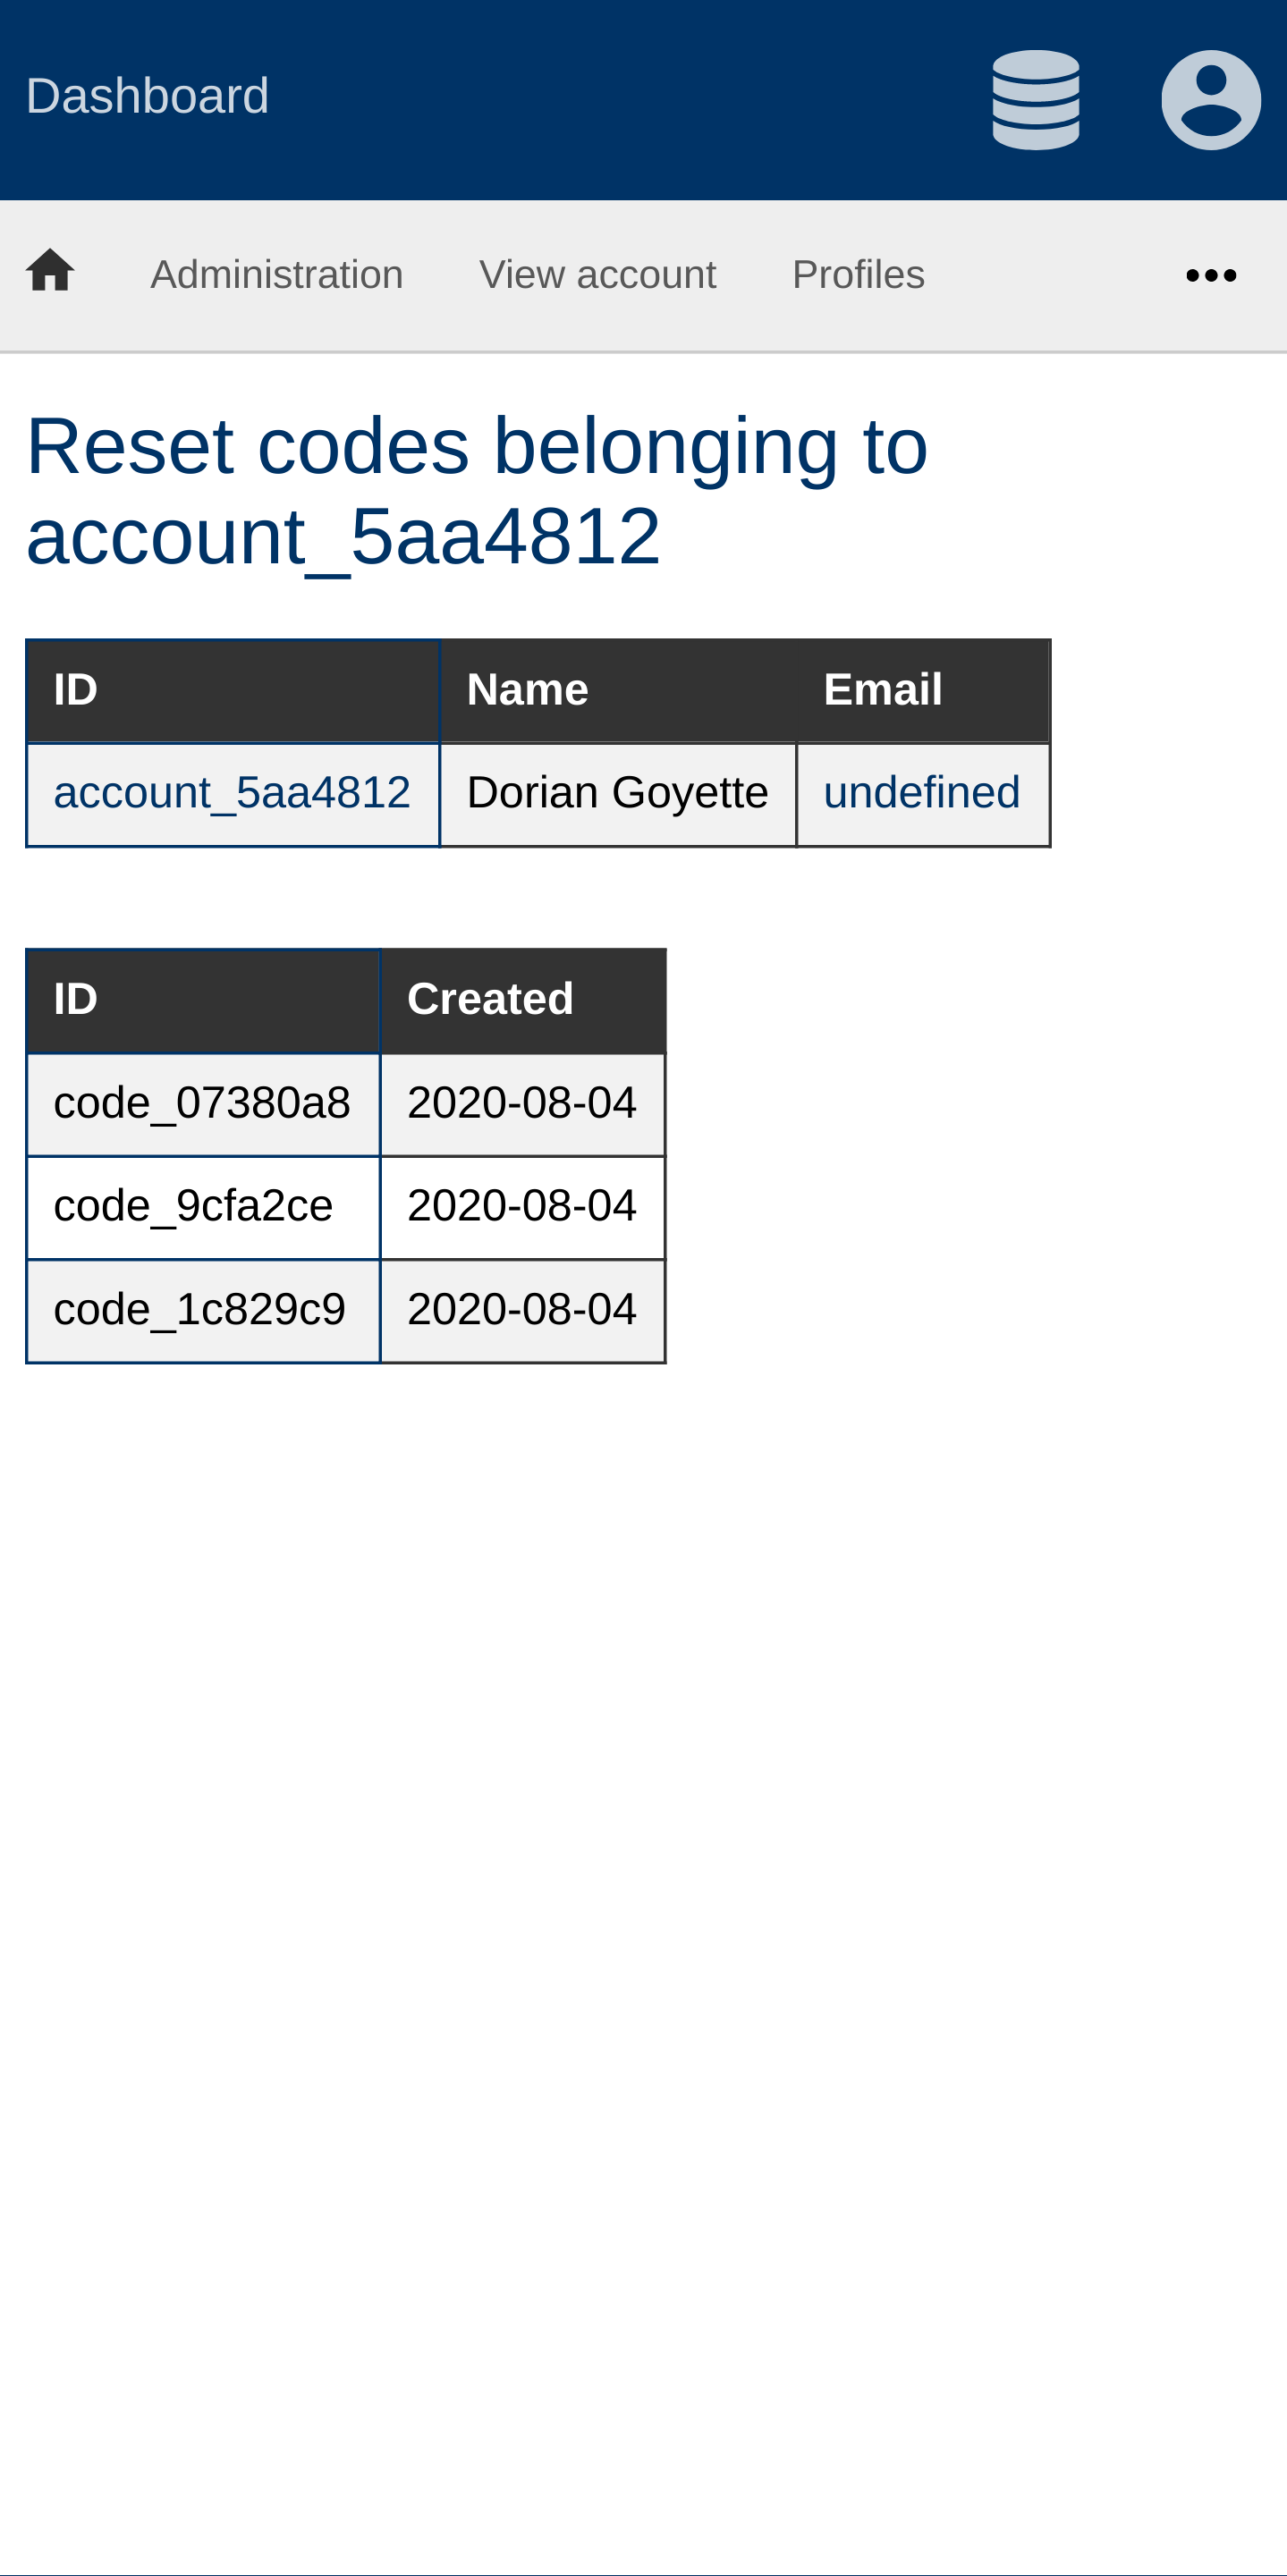 Dashboard
Administration View account Profiles
Reset codes belonging to
account_5aa4812
ID Name Email
account_5aa4812 Dorian Goyette undefined
ID Created
code_07380a8 2020-08-04
code_9cfa2ce 2020-08-04
code_1c829c9 2020-08-04